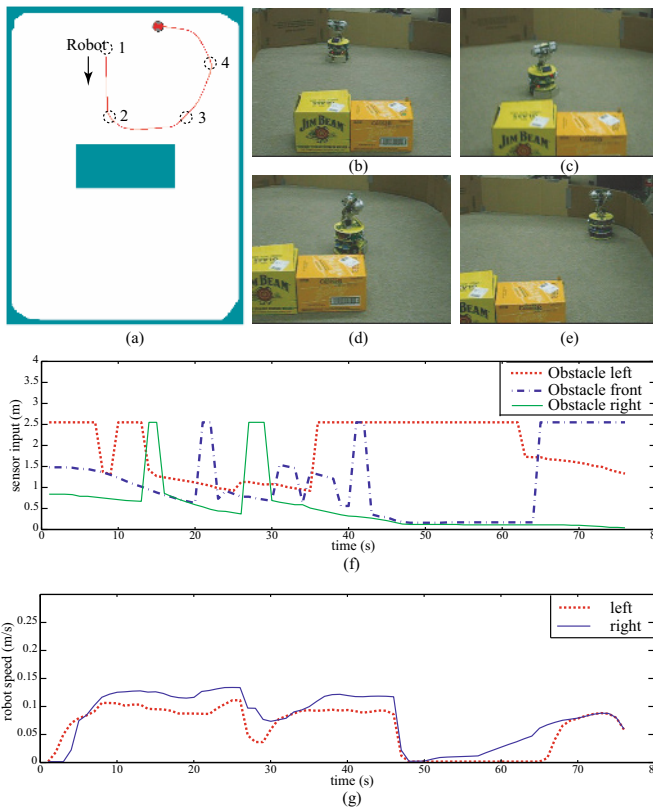 Robot
1
2
3
4
(a)
JIM BEAM
(b)
JIM BEAM
(c)
(d)
(e)
4
3.5
3
2.5
2
1.5
1
0.5
0
sensor input (m)
Obstacle left
Obstacle front
Obstacle right
0 10 20 30 40 50 60 70 80
time (s)
(f)
0.25
0.2
0.15
0.1
0.05
0
robot speed (m/s)
left
right
0 10 20 30 40 50 60 70 80
time (s)
(g)